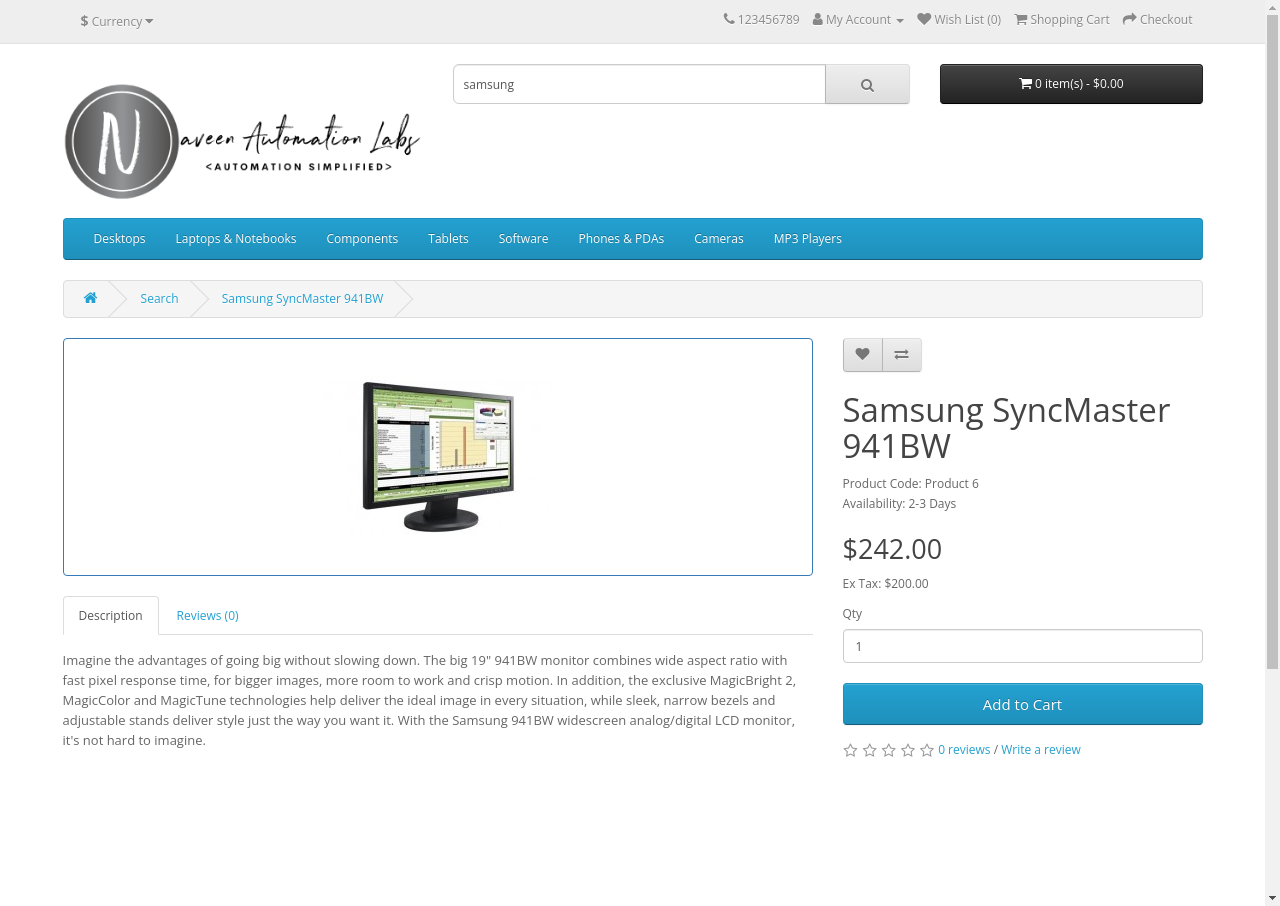 $ Currency
123456789 My Account Wish List (0) Shopping Cart Checkout
samsung
0 item(s) - $0.00
N aveen Automation Labs
<AUTOMATION SIMPLIFIED>
Desktops Laptops & Notebooks Components Tablets Software Phones & PDAs Cameras MP3 Players
Search Samsung SyncMaster 941BW
Samsung SyncMaster
941BW
Product Code: Product 6
Availability: 2-3 Days
$242.00
Ex Tax: $200.00
Qty
1
Add to Cart
0 reviews / Write a review
Description Reviews (0)
Imagine the advantages of going big without slowing down. The big 19" 941BW monitor combines wide aspect ratio with
fast pixel response time, for bigger images, more room to work and crisp motion. In addition, the exclusive MagicBright 2,
MagicColor and MagicTune technologies help deliver the ideal image in every situation, while sleek, narrow bezels and
adjustable stands deliver style just the way you want it. With the Samsung 941BW widescreen analog/digital LCD monitor,
it's not hard to imagine.